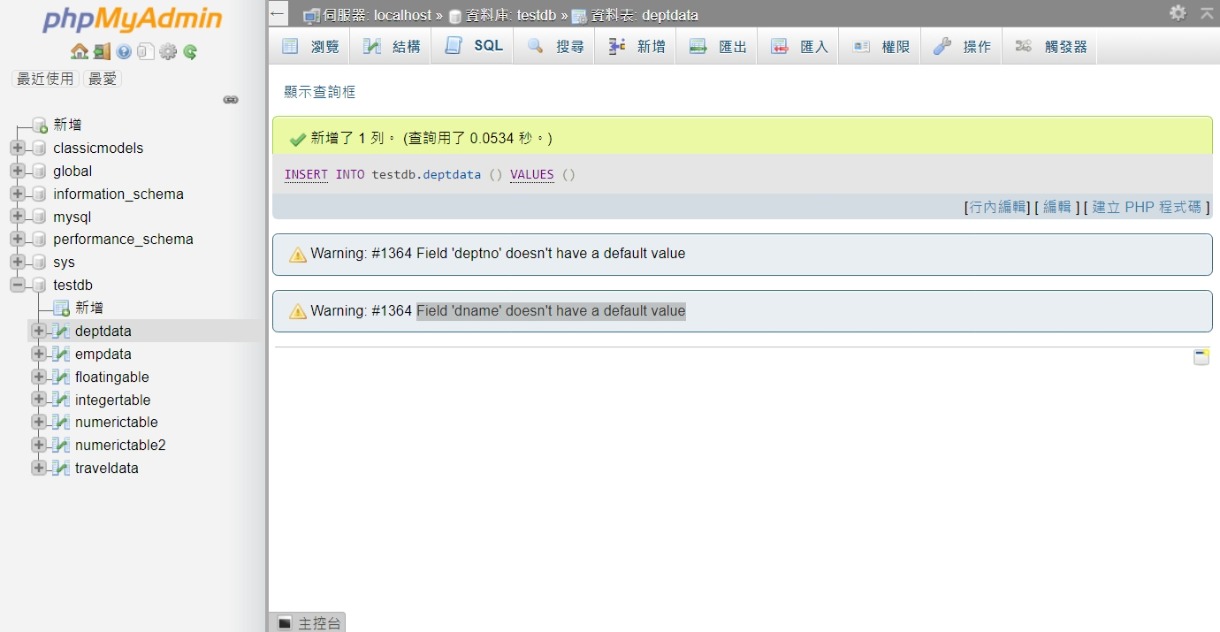 phpMyAdmin
最近使用 最愛
新增
classicmodels
global
information_schema
mysql
performance_schema
sys
testdb
新增
deptdata
empdata
floatingable
integertable
numerictable
numerictable2
traveldata
伺服器: localhost » 資料庫: testdb » 資料表: deptdata
瀏覽 結構 SQL 搜尋 新增 匯出 匯入 權限 操作 觸發器
顯示查詢框
新增了 1 列。 (查詢用了 0.0534 秒。)
INSERT INTO testdb.deptdata () VALUES ()
[行內編輯] [ 編輯 ] [ 建立 PHP 程式碼 ]
Warning: #1364 Field 'deptno' doesn't have a default value
Warning: #1364 Field 'dname' doesn't have a default value
主控台